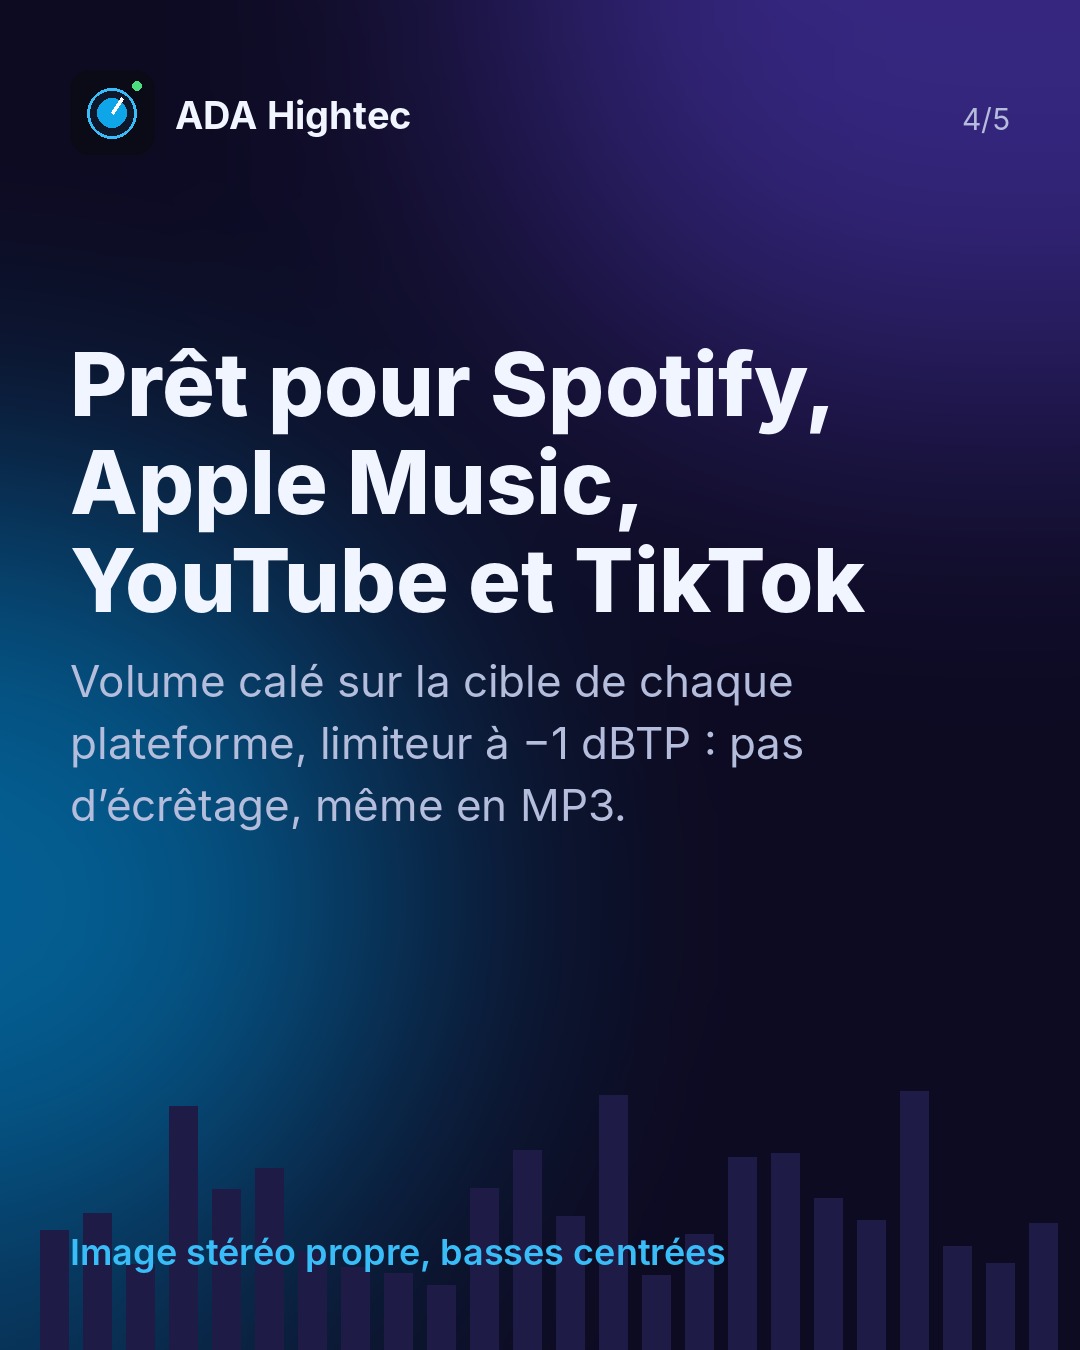 ADA Hightec
4/5
Prêt pour Spotify,
Apple Music,
YouTube et TikTok
Volume calé sur la cible de chaque
plateforme, limiteur à −1 dBTP : pas
d’écrêtage, même en MP3.
Image stéréo propre, basses centrées